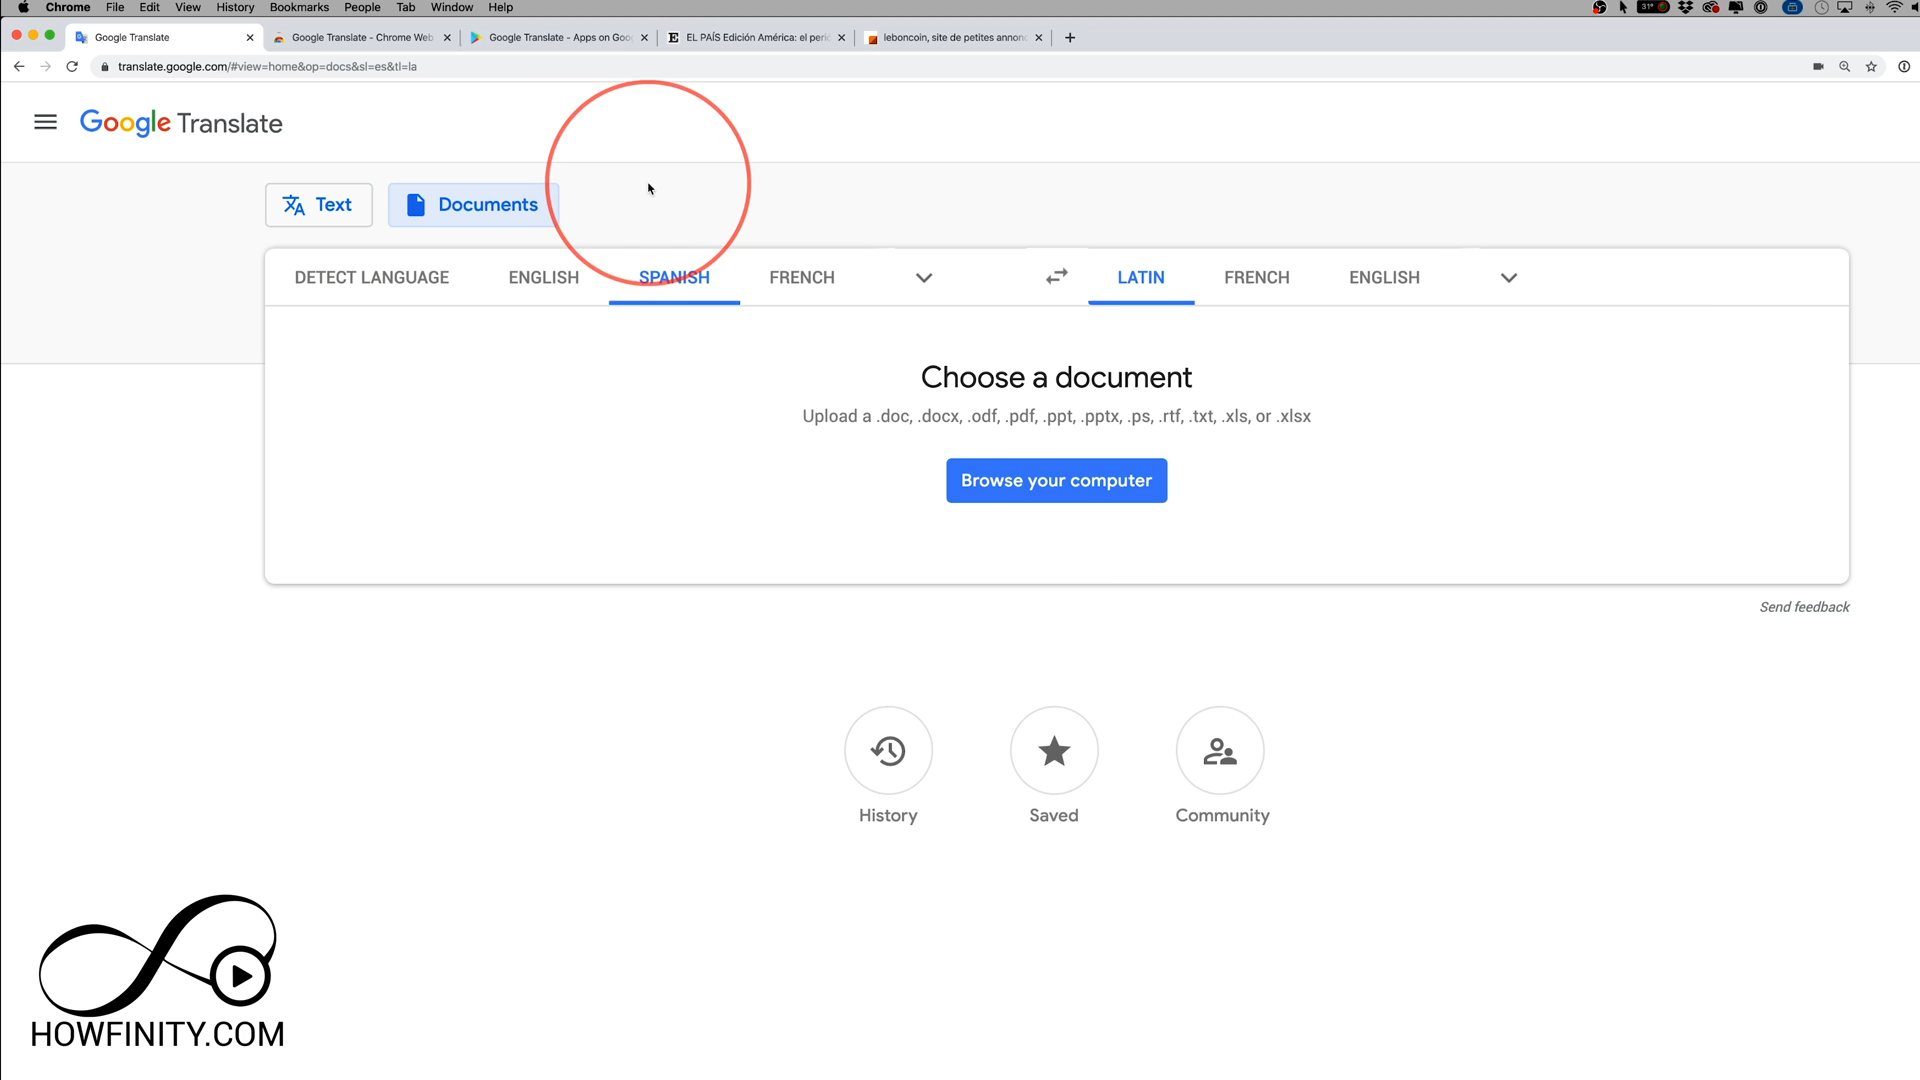 Chrome File Edit View History Bookmarks People Tab Window Help 31°
Google Translate Google Translate - Chrome Web Google Translate - Apps on Goo EL PAÍS Edición América: el peri leboncoin, site de petites annon
translate.google.com/#view=home&op=docs&sl=es&tl=la
Google Translate
Text Documents
DETECT LANGUAGE ENGLISH SPANISH FRENCH LATIN FRENCH ENGLISH
Choose a document
Upload a .doc, .docx, .odf, .pdf, .ppt, .pptx, .ps, .rtf, .txt, .xls, or .xlsx
Browse your computer
Send feedback
History Saved Community
HOWFINITY.COM